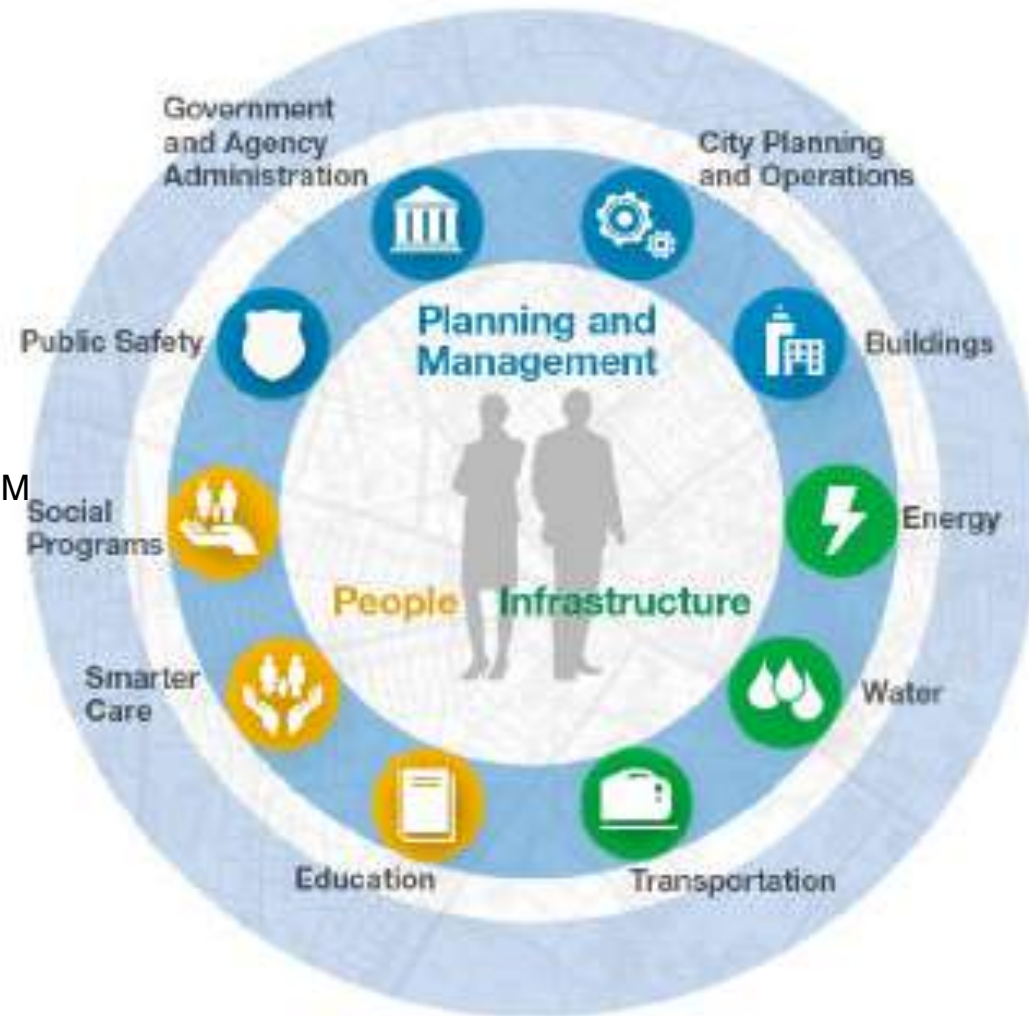 Government
and Agency
Administration
City Planning
and Operations
Public Safety
Planning and
Management
Buildings
M
Social
Programs
Energy
People
Infrastructure
Smarter
Care
Water
Education
Transportation